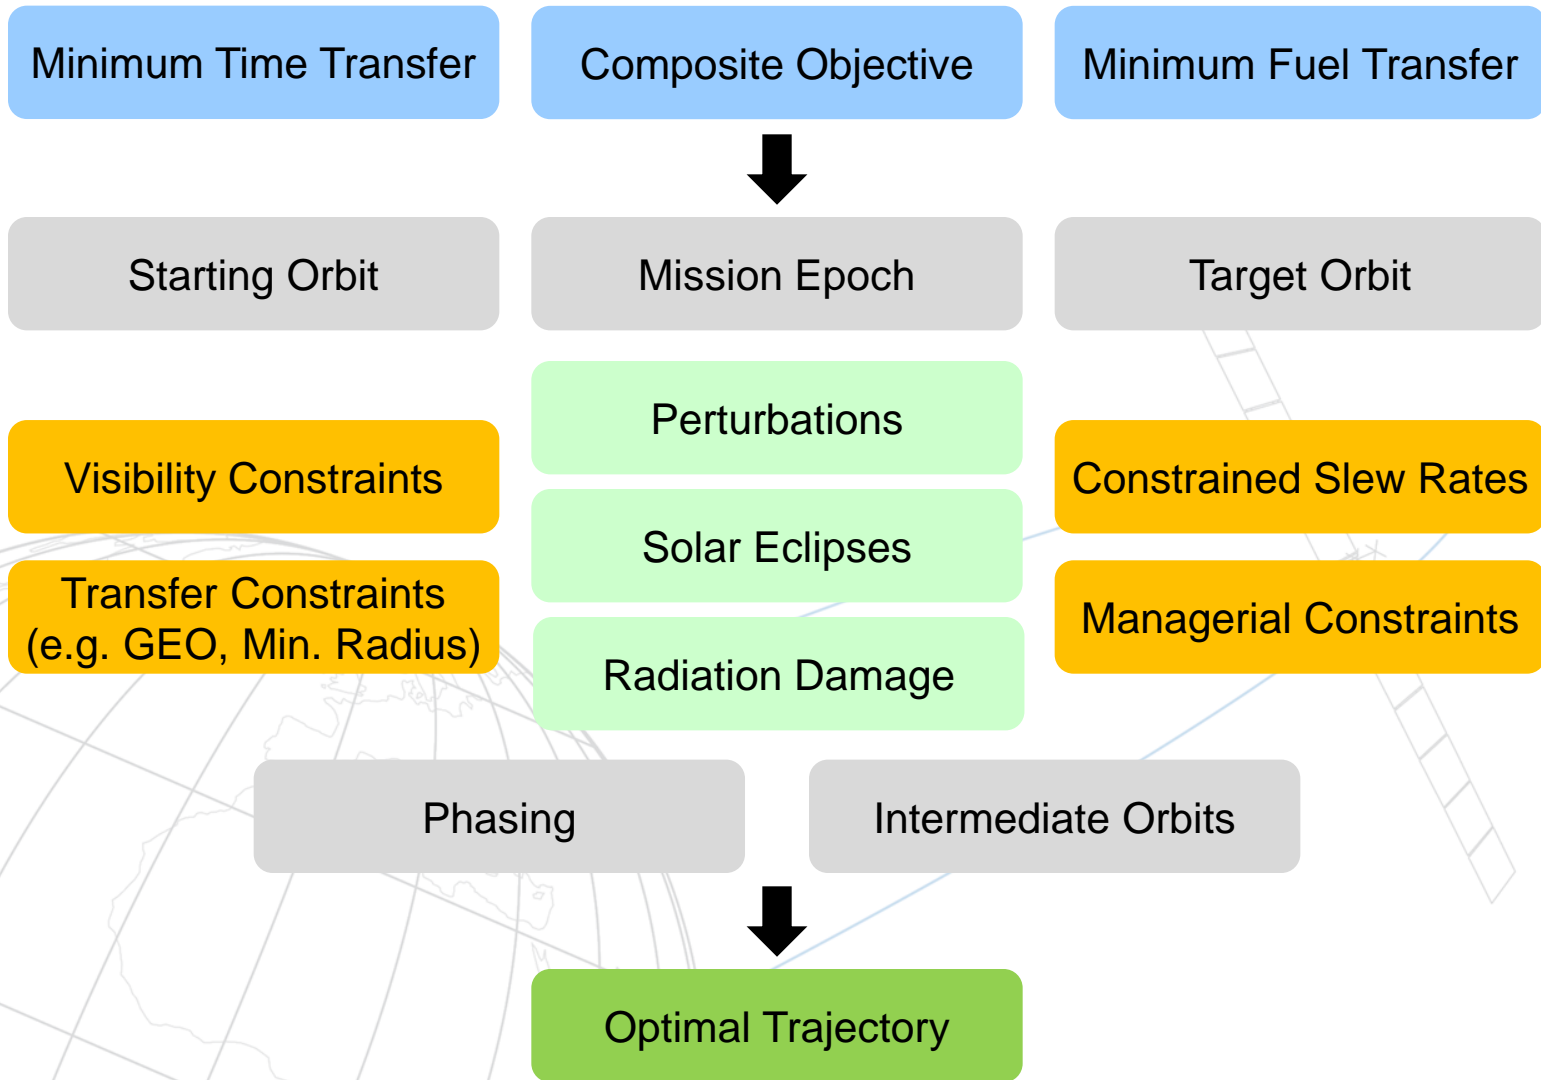 Minimum Time Transfer
Composite Objective
Minimum Fuel Transfer
Starting Orbit
Mission Epoch
Target Orbit
Perturbations
Visibility Constraints
Constrained Slew Rates
Solar Eclipses
Transfer Constraints
(e.g. GEO, Min. Radius)
Managerial Constraints
Radiation Damage
Phasing
Intermediate Orbits
Optimal Trajectory